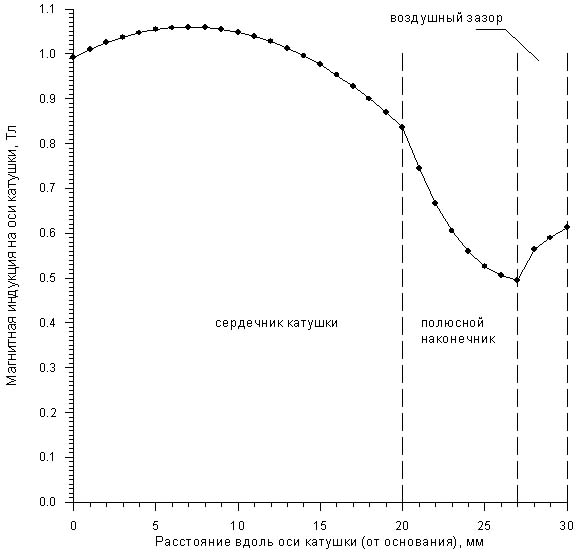 воздушный зазор
Магнитная индукция на оси катушки, Тл
1.1
1.0
0.9
0.8
0.7
0.6
0.5
0.4
0.3
0.2
0.1
0.0
сердечник катушки
полюсной
наконечник
0 5 10 15 20 25 30
Расстояние вдоль оси катушки (от основания), мм